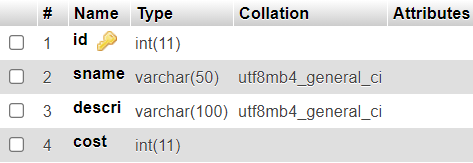 # Name Type Collation Attributes
1 id int(11)
2 sname varchar(50) utf8mb4_general_ci
3 descri varchar(100) utf8mb4_general_ci
4 cost int(11)